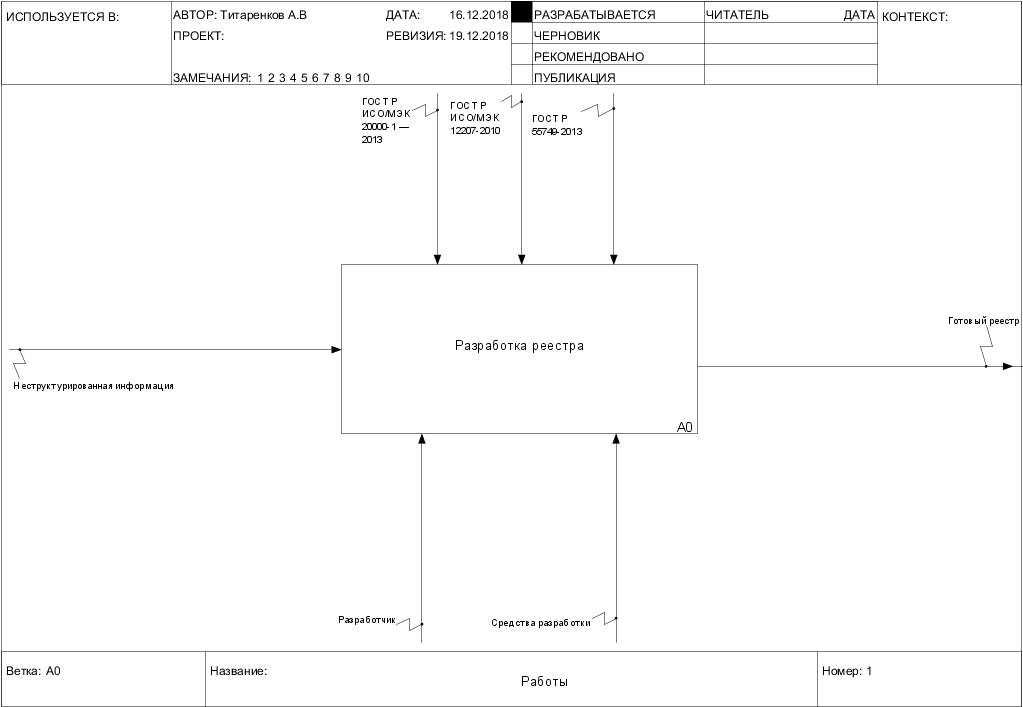 ИСПОЛЬЗУЕТСЯ В:
АВТОР: Титаренков А.В
ДАТА: 16.12.2018
РАЗРАБАТЫВАЕТСЯ
ЧИТАТЕЛЬ
ДАТА
КОНТЕКСТ:
ПРОЕКТ:
РЕВИЗИЯ: 19.12.2018
ЧЕРНОВИК
РЕКОМЕНДОВАНО
ЗАМЕЧАНИЯ: 1 2 3 4 5 6 7 8 9 10
ПУБЛИКАЦИЯ
ГОСТ Р
ИСО/МЭК
20000-1 —
2013
ГОСТ Р
ИСО/МЭК
12207-2010
ГОСТ Р
55749-2013
Готовый реестр
Разработка реестра
Неструктурированная информация
A0
Разработчик
Средства разработки
Ветка: A0
Название:
Работы
Номер: 1